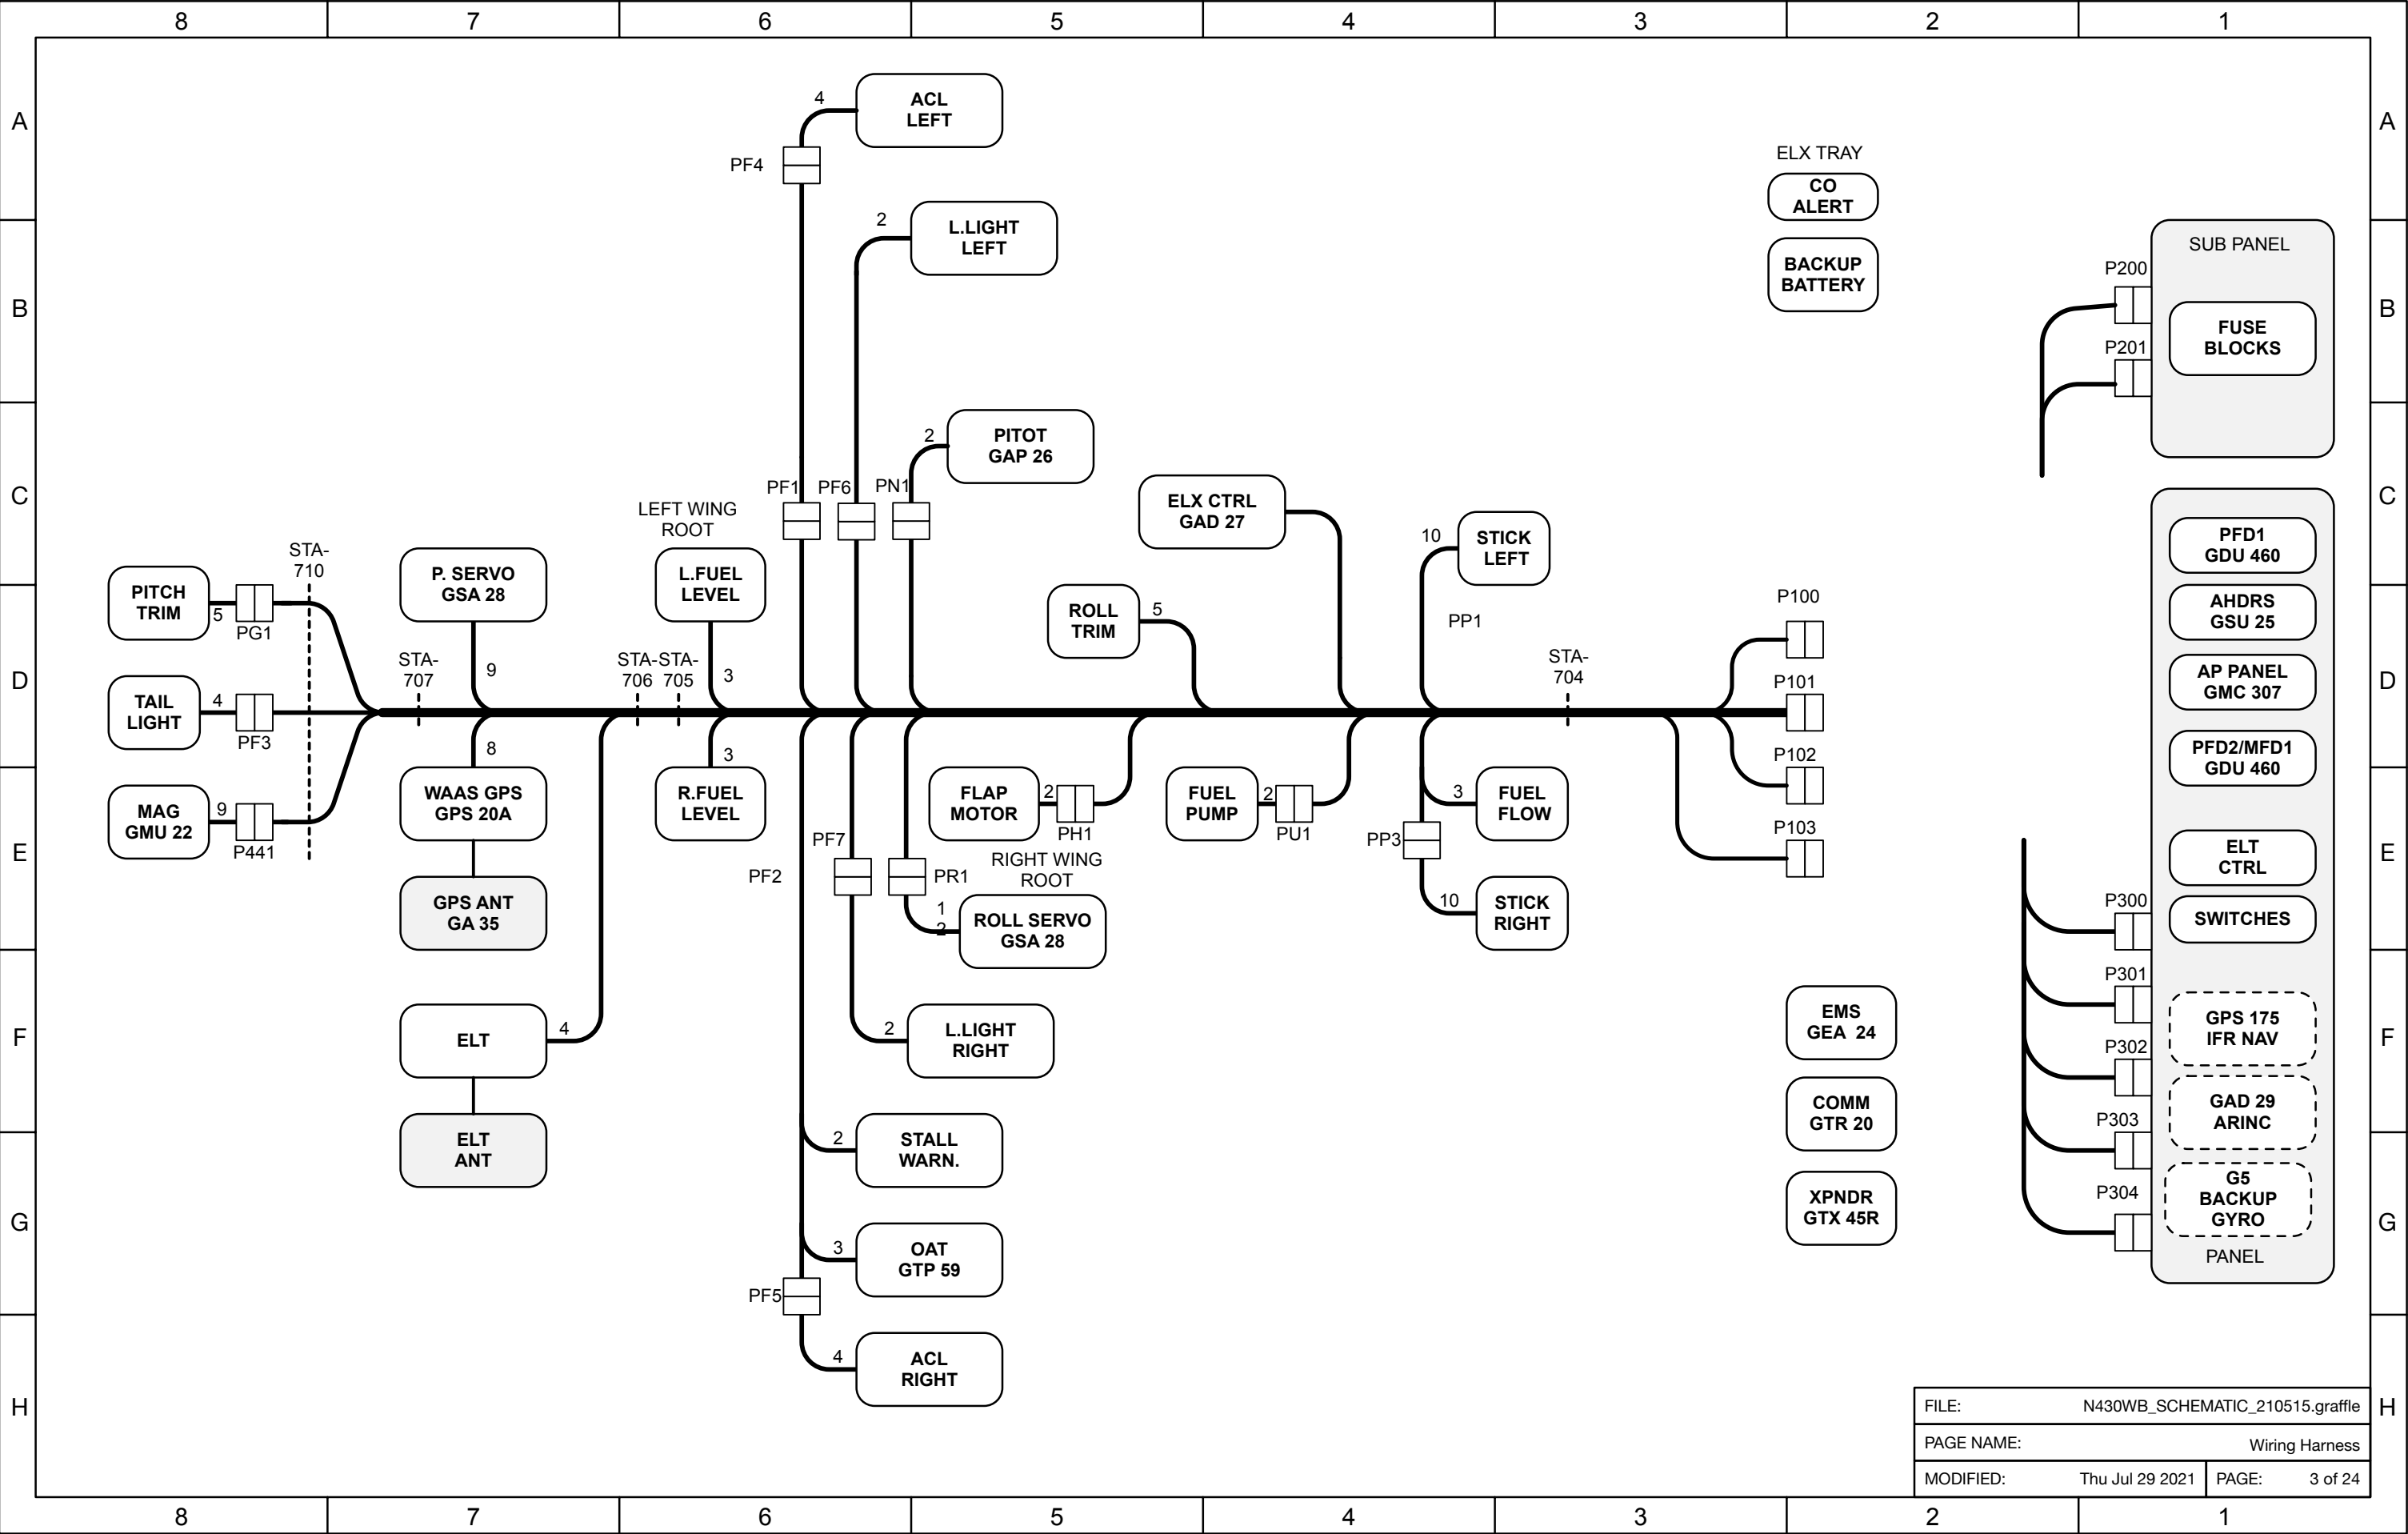 8 7 6 5 4 3 2 1
A A
B B
C C
D D
E E
F F
G G
H H
4
ACL
LEFT
PF4
2
L.LIGHT
LEFT
ELX TRAY
CO
ALERT
BACKUP
BATTERY
SUB PANEL
P200
FUSE
BLOCKS
P201
2
PITOT
GAP 26
PF1
PF6
PN1
LEFT WING
ROOT
ELX CTRL
GAD 27
10
STICK
LEFT
PP1
STA-
710
PITCH
TRIM
5
PG1
P. SERVO
GSA 28
9
L.FUEL
LEVEL
3
ROLL
TRIM
5
STA-
707
STA-
706
STA-
705
STA-
704
TAIL
LIGHT
4
PF3
MAG
GMU 22
9
P441
8
WAAS GPS
GPS 20A
GPS ANT
GA 35
3
R.FUEL
LEVEL
ELT
4
ELT
ANT
PF2
PF7
PR1
FLAP
MOTOR
2
PH1
RIGHT WING
ROOT
1
2
ROLL SERVO
GSA 28
FUEL
PUMP
2
PU1
3
FUEL
FLOW
PP3
10
STICK
RIGHT
P100
P101
P102
P103
2
L.LIGHT
RIGHT
2
STALL
WARN.
3
OAT
GTP 59
PF5
4
ACL
RIGHT
EMS
GEA  24
COMM
GTR 20
XPNDR
GTX 45R
PFD1
GDU 460
AHDRS
GSU 25
AP PANEL
GMC 307
PFD2/MFD1
GDU 460
ELT
CTRL
SWITCHES
P300
P301
P302
P303
P304
GPS 175
IFR NAV
GAD 29
ARINC
G5
BACKUP
GYRO
PANEL
FILE: N430WB_SCHEMATIC_210515.graffle
PAGE NAME: Wiring Harness
MODIFIED: Thu Jul 29 2021 PAGE: 3 of 24
8 7 6 5 4 3 2 1